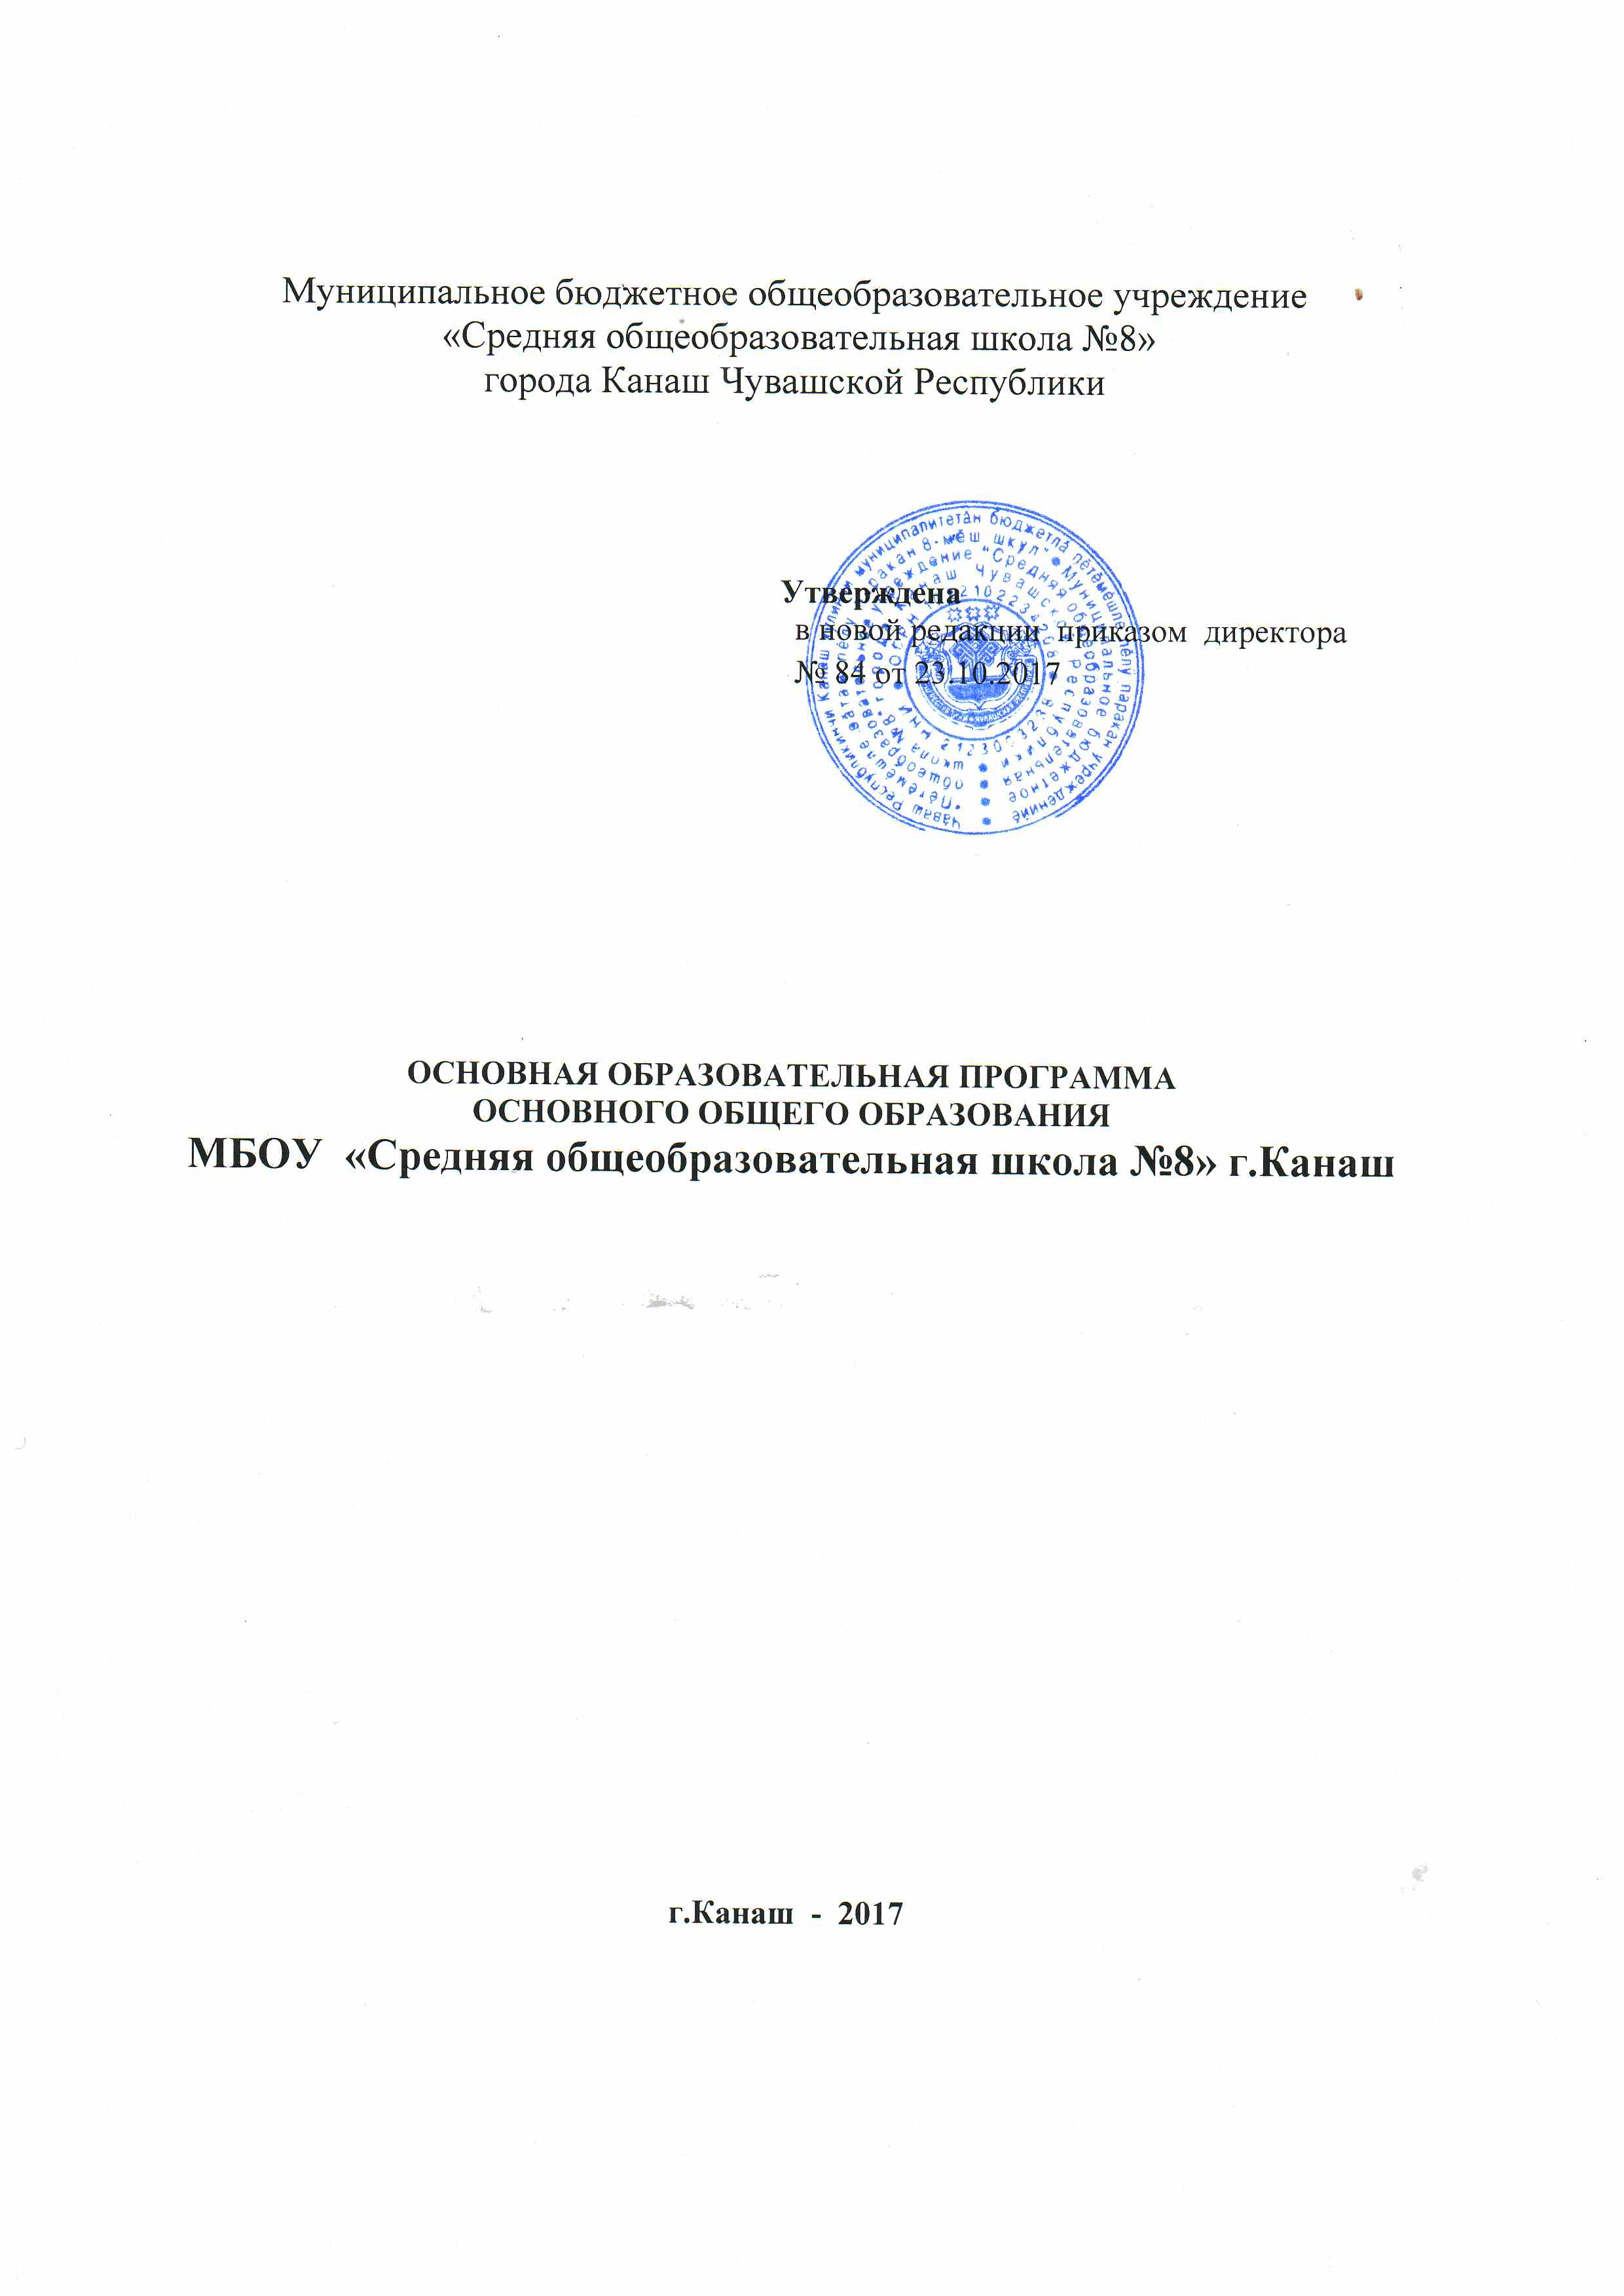 Муниципальное бюджетное общеобразовательное учреждение
«Средняя общеобразовательная школа №8»
города Канаш Чувашской Республики
Утверждена
в новой редакции приказом директора
№ 84 от 23.10.2017
ОСНОВНАЯ ОБРАЗОВАТЕЛЬНАЯ ПРОГРАММА
ОСНОВНОГО ОБЩЕГО ОБРАЗОВАНИЯ
МБОУ «Средняя общеобразовательная школа №8» г.Канаш
г.Канаш - 2017